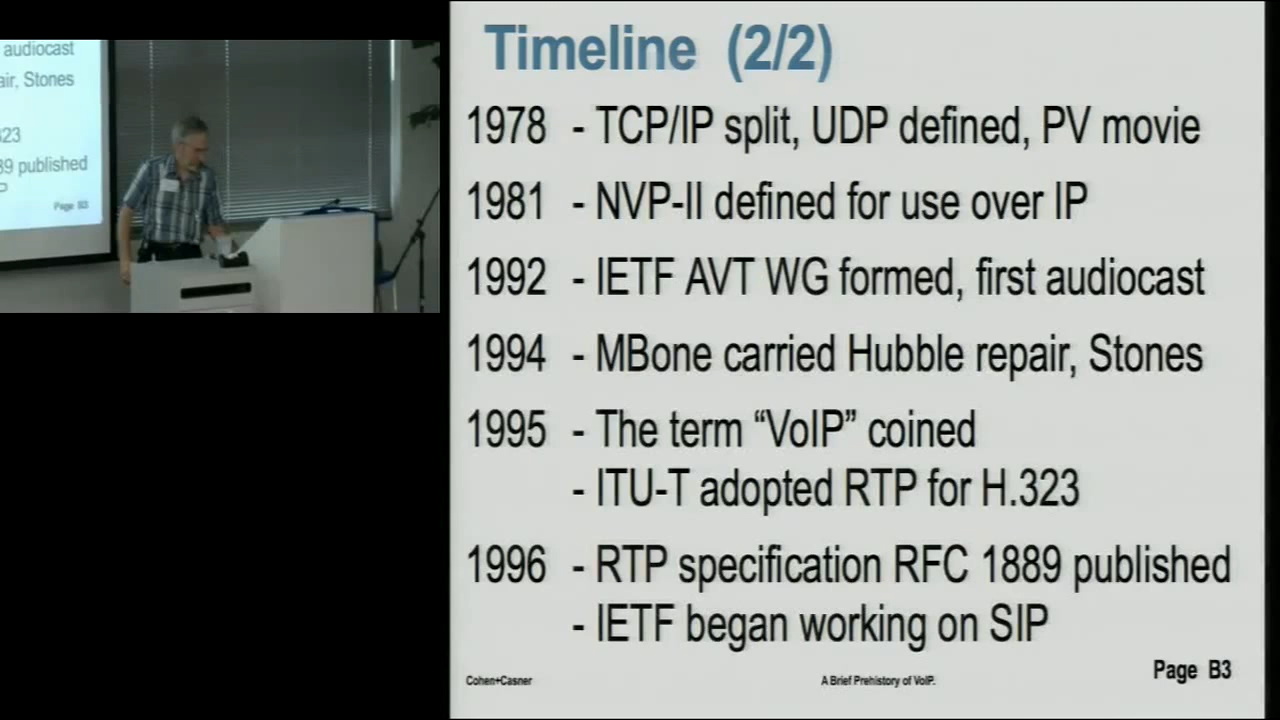 audiocast
air, Stones
323
89 published
P
Page B3
Timeline (2/2)
1978 - TCP/IP split, UDP defined, PV movie
1981 - NVP-II defined for use over IP
1992 - IETF AVT WG formed, first audiocast
1994 - MBone carried Hubble repair, Stones
1995 - The term “VoIP” coined
- ITU-T adopted RTP for H.323
1996 - RTP specification RFC 1889 published
- IETF began working on SIP
Page B3
Cohen+Casner
A Brief Prehistory of VoIP.